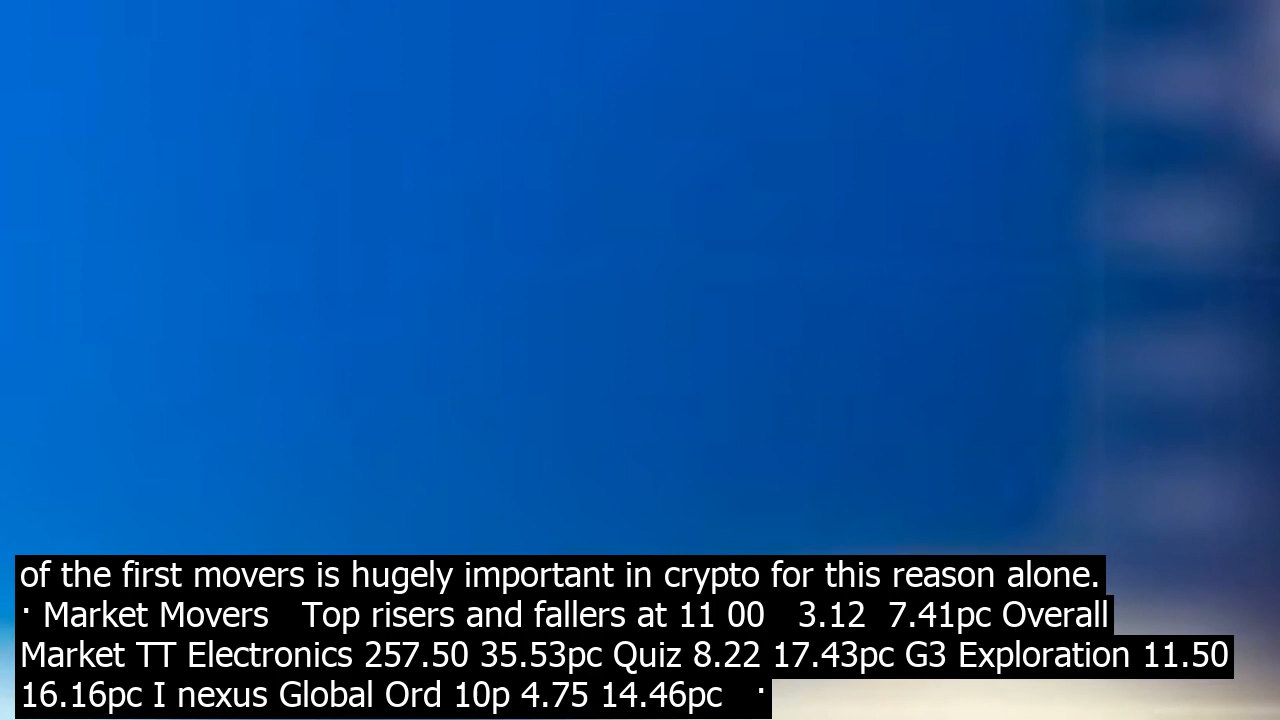 of the first movers is hugely important in crypto for this reason alone.
· Market Movers   Top risers and fallers at 11 00   3.12  7.41pc Overall
Market TT Electronics 257.50 35.53pc Quiz 8.22 17.43pc G3 Exploration 11.50
16.16pc I nexus Global Ord 10p 4.75 14.46pc   ·